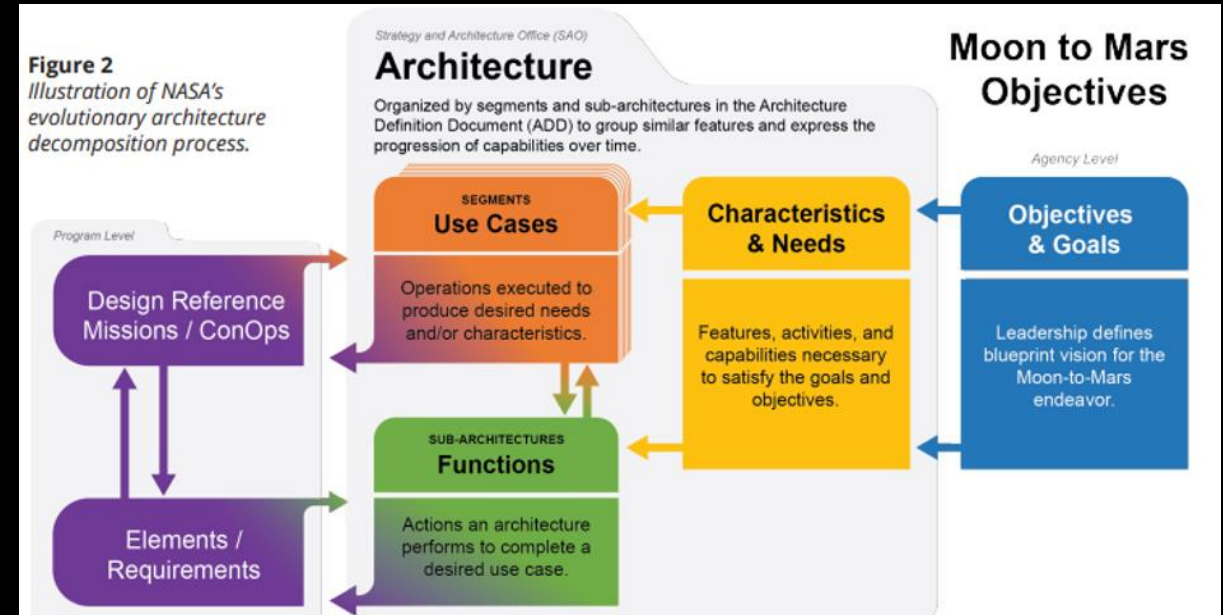 Figure 2
Illustration of NASA's
evolutionary architecture
decomposition process.
Strategy and Architecture Office (SAO)
Architecture
Organized by segments and sub-architectures in the Architecture
Definition Document (ADD) to group similar features and express the
progression of capabilities over time.
Moon to Mars
Objectives
Agency Level
Program Level
Design Reference
Missions / ConOps
Elements /
Requirements
SEGMENTS
Use Cases
Operations executed to
produce desired needs
and/or characteristics.
SUB-ARCHITECTURES
Functions
Actions an architecture
performs to complete a
desired use case.
Characteristics
& Needs
Features, activities, and
capabilities necessary
to satisfy the goals and
objectives.
Objectives
& Goals
Leadership defines
blueprint vision for the
Moon-to-Mars
endeavor.